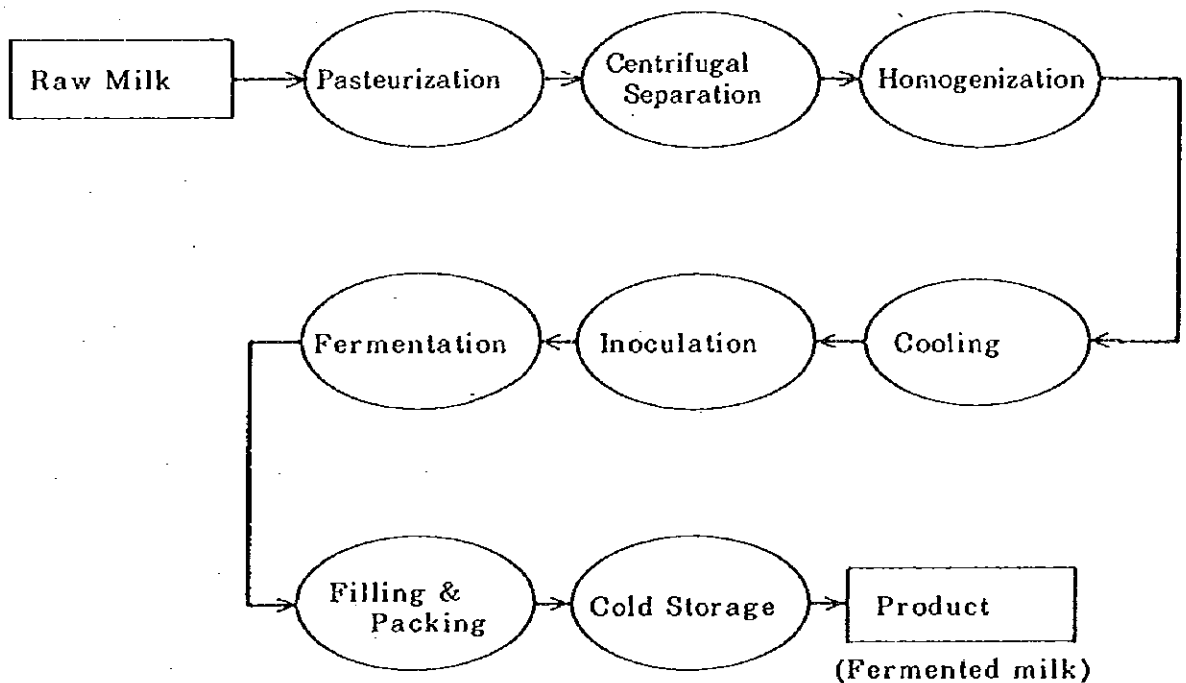 Raw Milk
Pasteurization
Centrifugal
Separation
Homogenization
Cooling
Inoculation
Fermentation
Filling &
Packing
Cold Storage
Product
(Fermented milk)